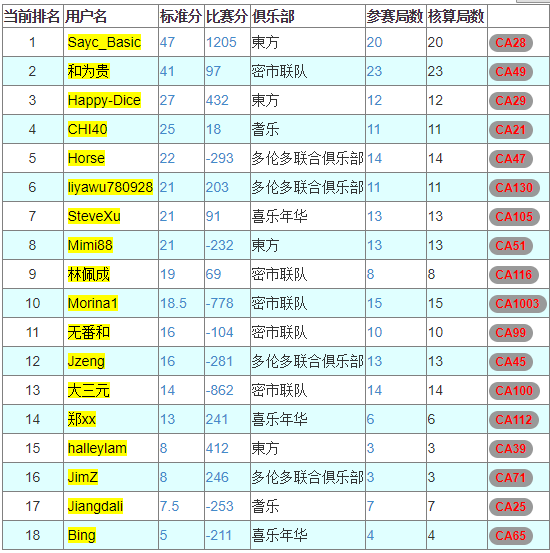 当前排名 用户名 标准分 比赛分 俱乐部 参赛局数 核算局数
1 Sayc_Basic 47 1205 東方 20 20 CA28
2 和为贵 41 97 密市联队 23 23 CA49
3 Happy-Dice 27 432 東方 12 12 CA29
4 CHI40 25 18 耆乐 11 11 CA21
5 Horse 22 -293 多伦多联合俱乐部 14 14 CA47
6 liyawu780928 21 203 多伦多联合俱乐部 11 11 CA130
7 SteveXu 21 91 喜乐年华 13 13 CA105
8 Mimi88 21 -232 東方 13 13 CA51
9 林佩成 19 69 密市联队 8 8 CA116
10 Morina1 18.5 -778 密市联队 15 15 CA1003
11 无番和 16 -104 密市联队 10 10 CA99
12 Jzeng 16 -281 多伦多联合俱乐部 13 13 CA45
13 大三元 14 -862 密市联队 14 14 CA100
14 郑xx 13 241 喜乐年华 6 6 CA112
15 halleylam 8 412 東方 3 3 CA39
16 JimZ 8 246 多伦多联合俱乐部 3 3 CA71
17 Jiangdali 7.5 -253 耆乐 7 7 CA25
18 Bing 5 -211 喜乐年华 4 4 CA65